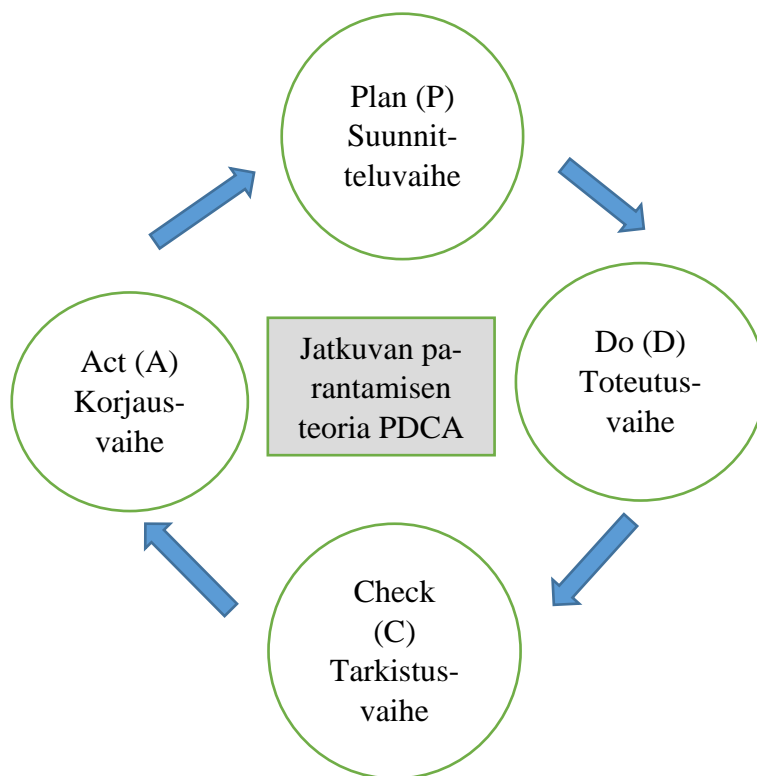 Plan (P)
Suunnit-
teluvaihe
Act (A)
Korjaus-
vaihe
Jatkuvan pa-
rantamisen
teoria PDCA
Do (D)
Toteutus-
vaihe
Check
(C)
Tarkistus-
vaihe